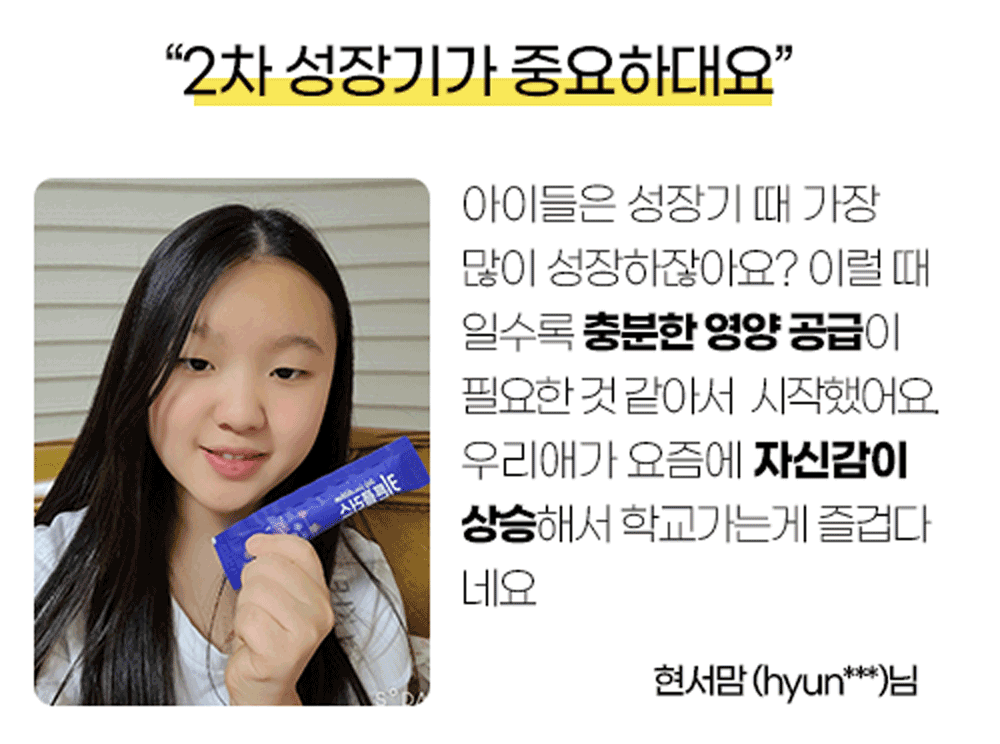 “2차 성장기가 중요하대요”
아이들은 성장기 때 가장
많이 성장하잖아요? 이럴 때
일수록 충분한 영양 공급이
필요한 것 같아서 시작했어요.
우리애가 요즘에 자신감이
상승해서 학교가는게 즐겁다
네요
현서맘 (hyun***)님